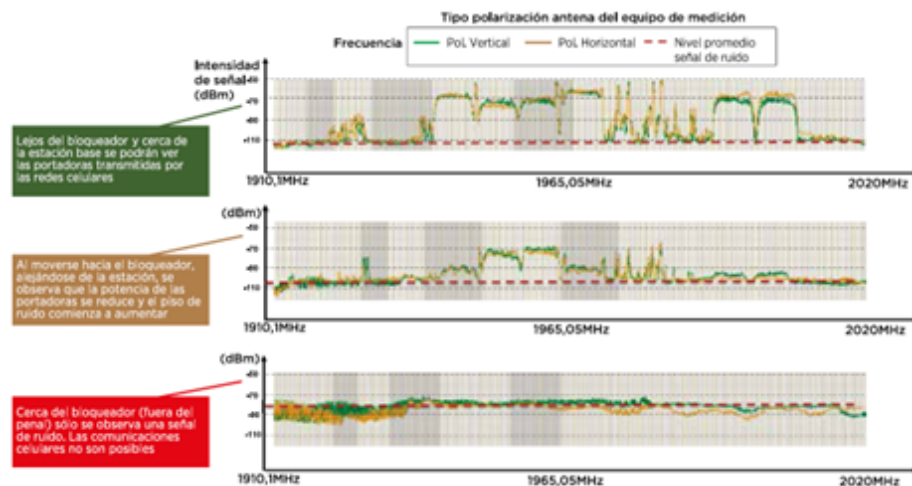 Tipo polarización antena del equipo de medición
Frecuencia
PoL Vertical
PoL Horizontal
Nivel promedio
señal de ruido
Intensidad
de señal
(dBm)
Lejos del bloqueador y cerca de
la estación base se podrán ver
las portadoras transmitidas por
las redes celulares
1910,1MHz
1965,05MHz
2020MHz
(dBm)
Al moverse hacia el bloqueador,
alejándose de la estación, se
observa que la potencia de las
portadoras se reduce y el piso de
ruido comienza a aumentar
1910,1MHz
1965,05MHz
2020MHz
(dBm)
Cerca del bloqueador (fuera del
penal) sólo se observa una señal
de ruido. Las comunicaciones
celulares no son posibles
1910,1MHz
1965,05MHz
2020MHz